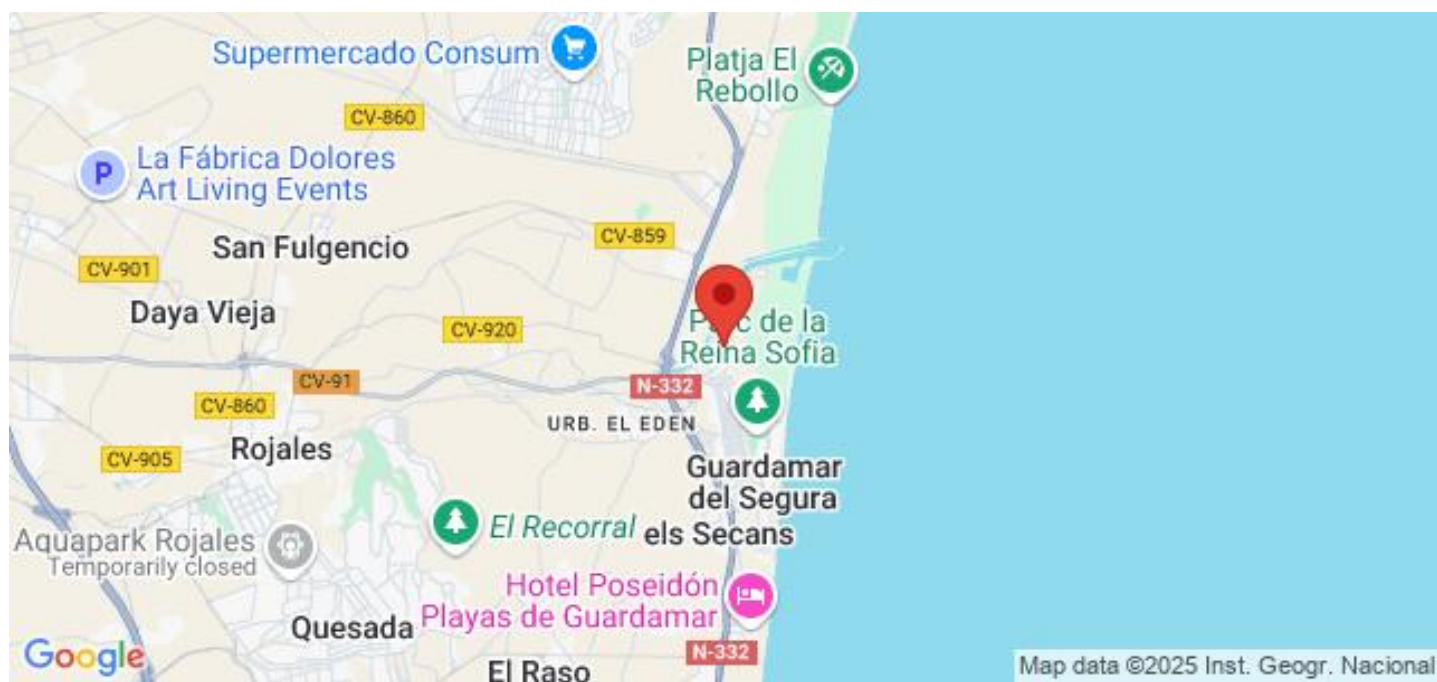 Supermercado Consum
Platja El
Rebollo
CV-860
La Fábrica Dolores
Art Living Events
P
San Fulgencio
CV-859
CV-901
Daya Vieja
CV-920
Parc de la
Reina Sofia
CV-91
N-332
CV-860
URB. EL EDEN
Rojales
CV-905
Guardamar
del Segura
El Recorral
els Secans
Aquapark Rojales
Temporarily closed
Hotel Poseidón
Playas de Guardamar
Quesada
N-332
El Raso
Google
Map data ©2025 Inst. Geogr. Nacional